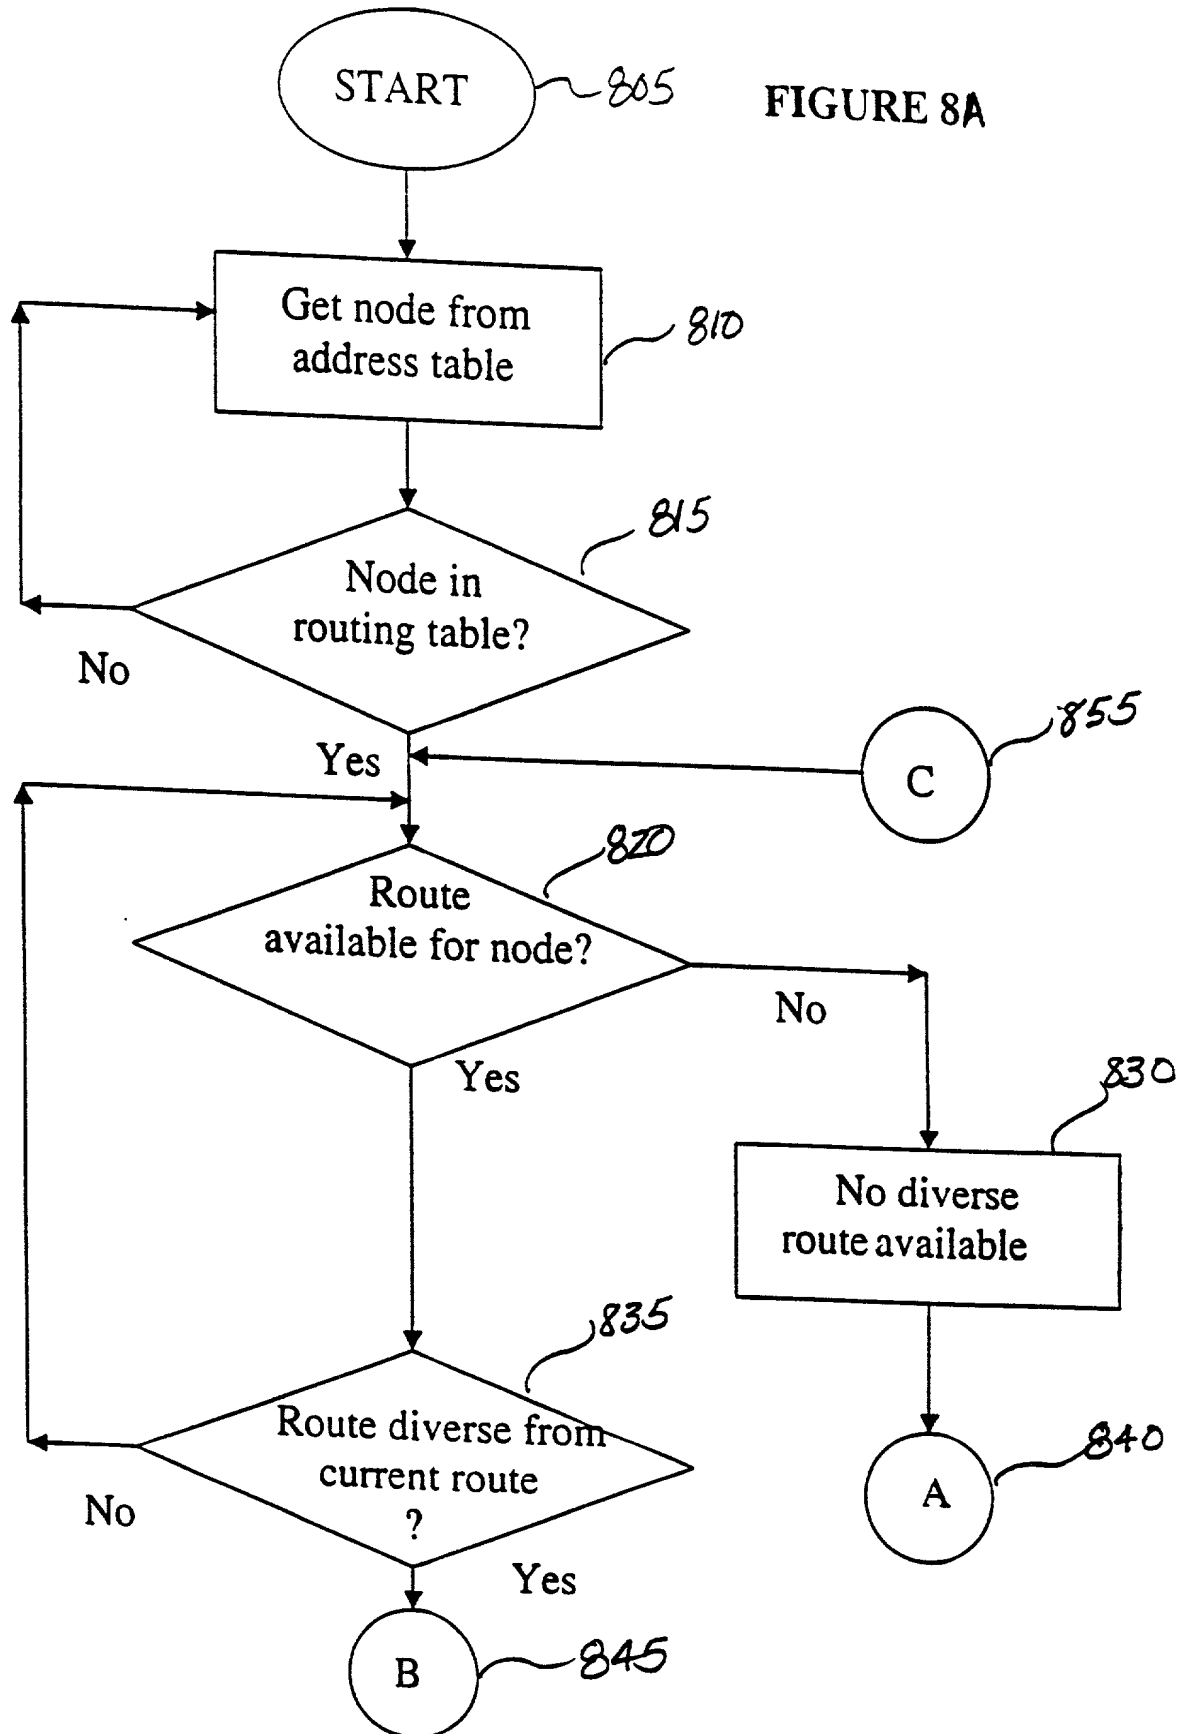 START
805
FIGURE 8A
Get node from
address table
810
815
Node in
routing table?
No
Yes
855
C
820
Route
available for node?
No
Yes
830
No diverse
route available
835
Route diverse from
current route
?
840
A
No
Yes
B
845